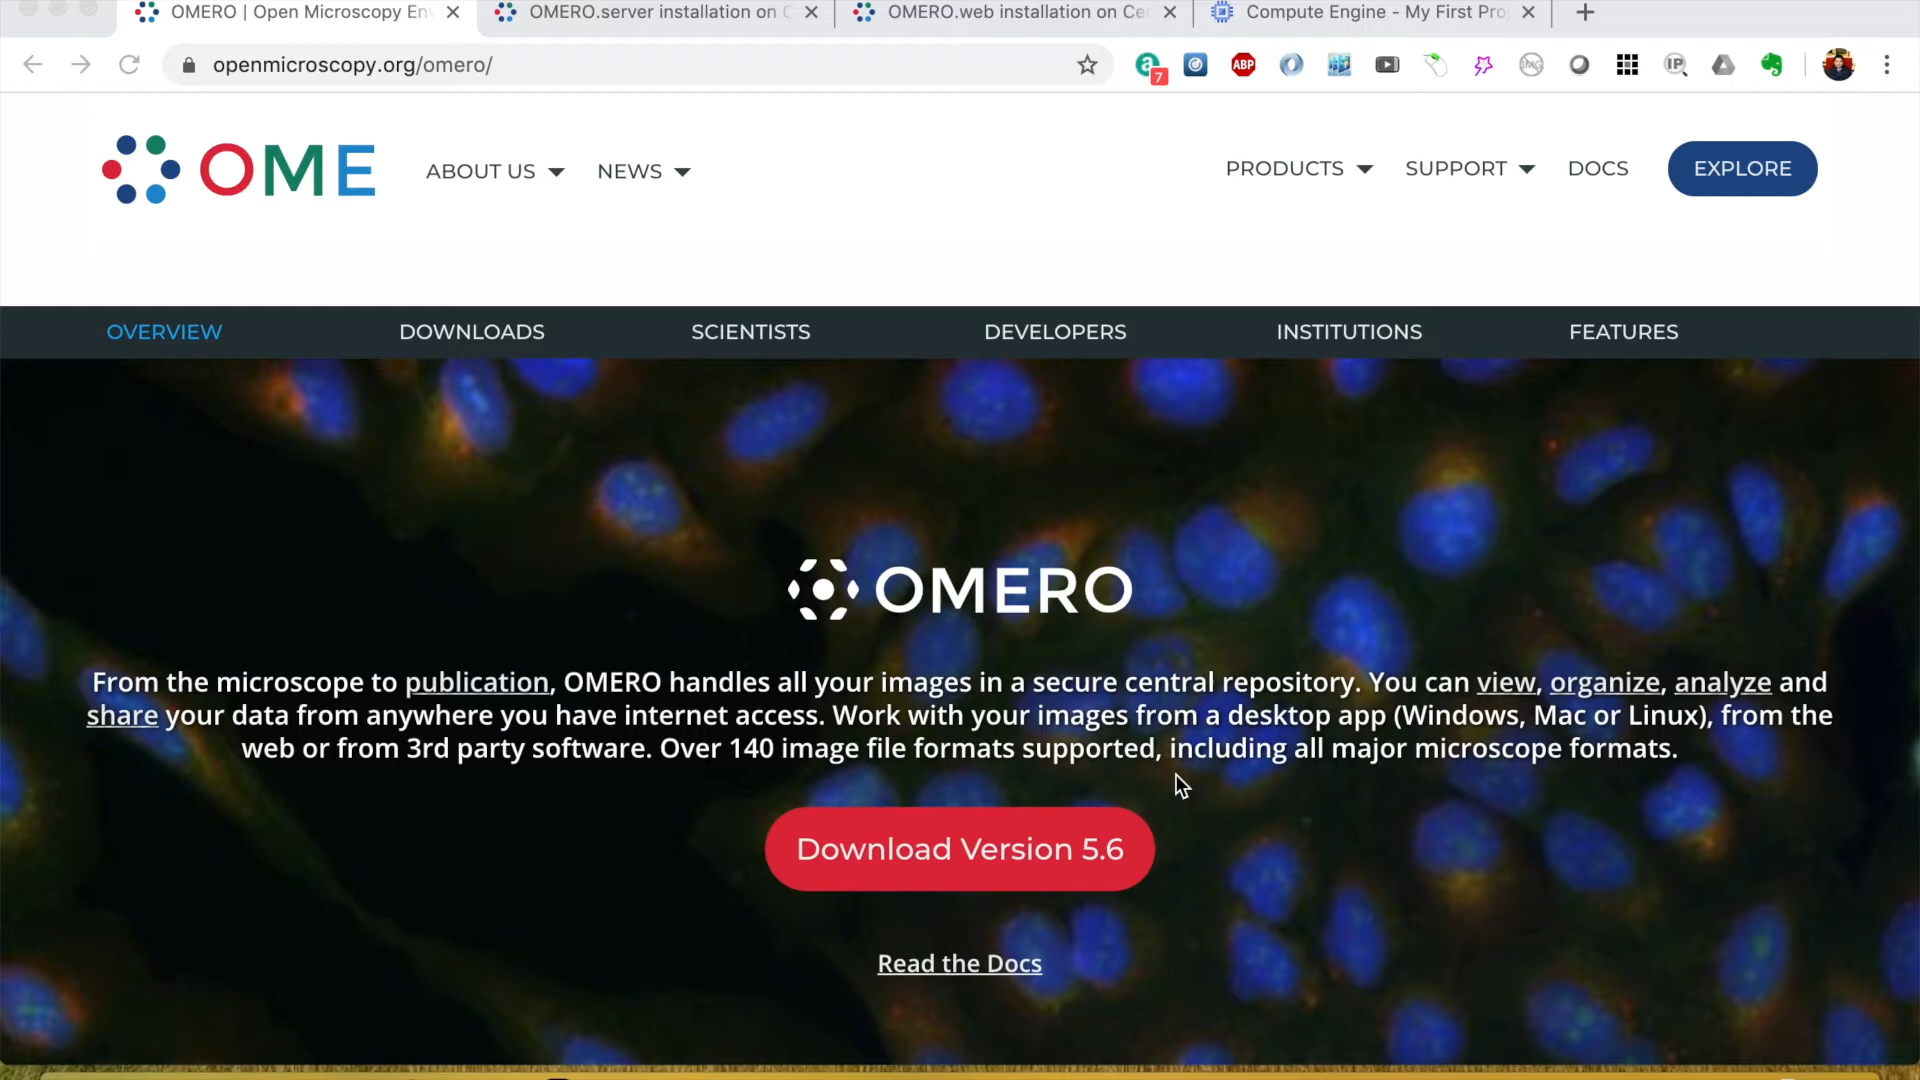 OMERO | Open Microscopy En
OMERO.server installation on C
OMERO.web installation on Ce
Compute Engine - My First Pro
openmicroscopy.org/omero/
7
ABP
IMG
IP
OME
ABOUT US
NEWS
PRODUCTS
SUPPORT
DOCS
EXPLORE
OVERVIEW
DOWNLOADS
SCIENTISTS
DEVELOPERS
INSTITUTIONS
FEATURES
OMERO
From the microscope to publication, OMERO handles all your images in a secure central repository. You can view, organize, analyze and
share your data from anywhere you have internet access. Work with your images from a desktop app (Windows, Mac or Linux), from the
web or from 3rd party software. Over 140 image file formats supported, including all major microscope formats.
Download Version 5.6
Read the Docs